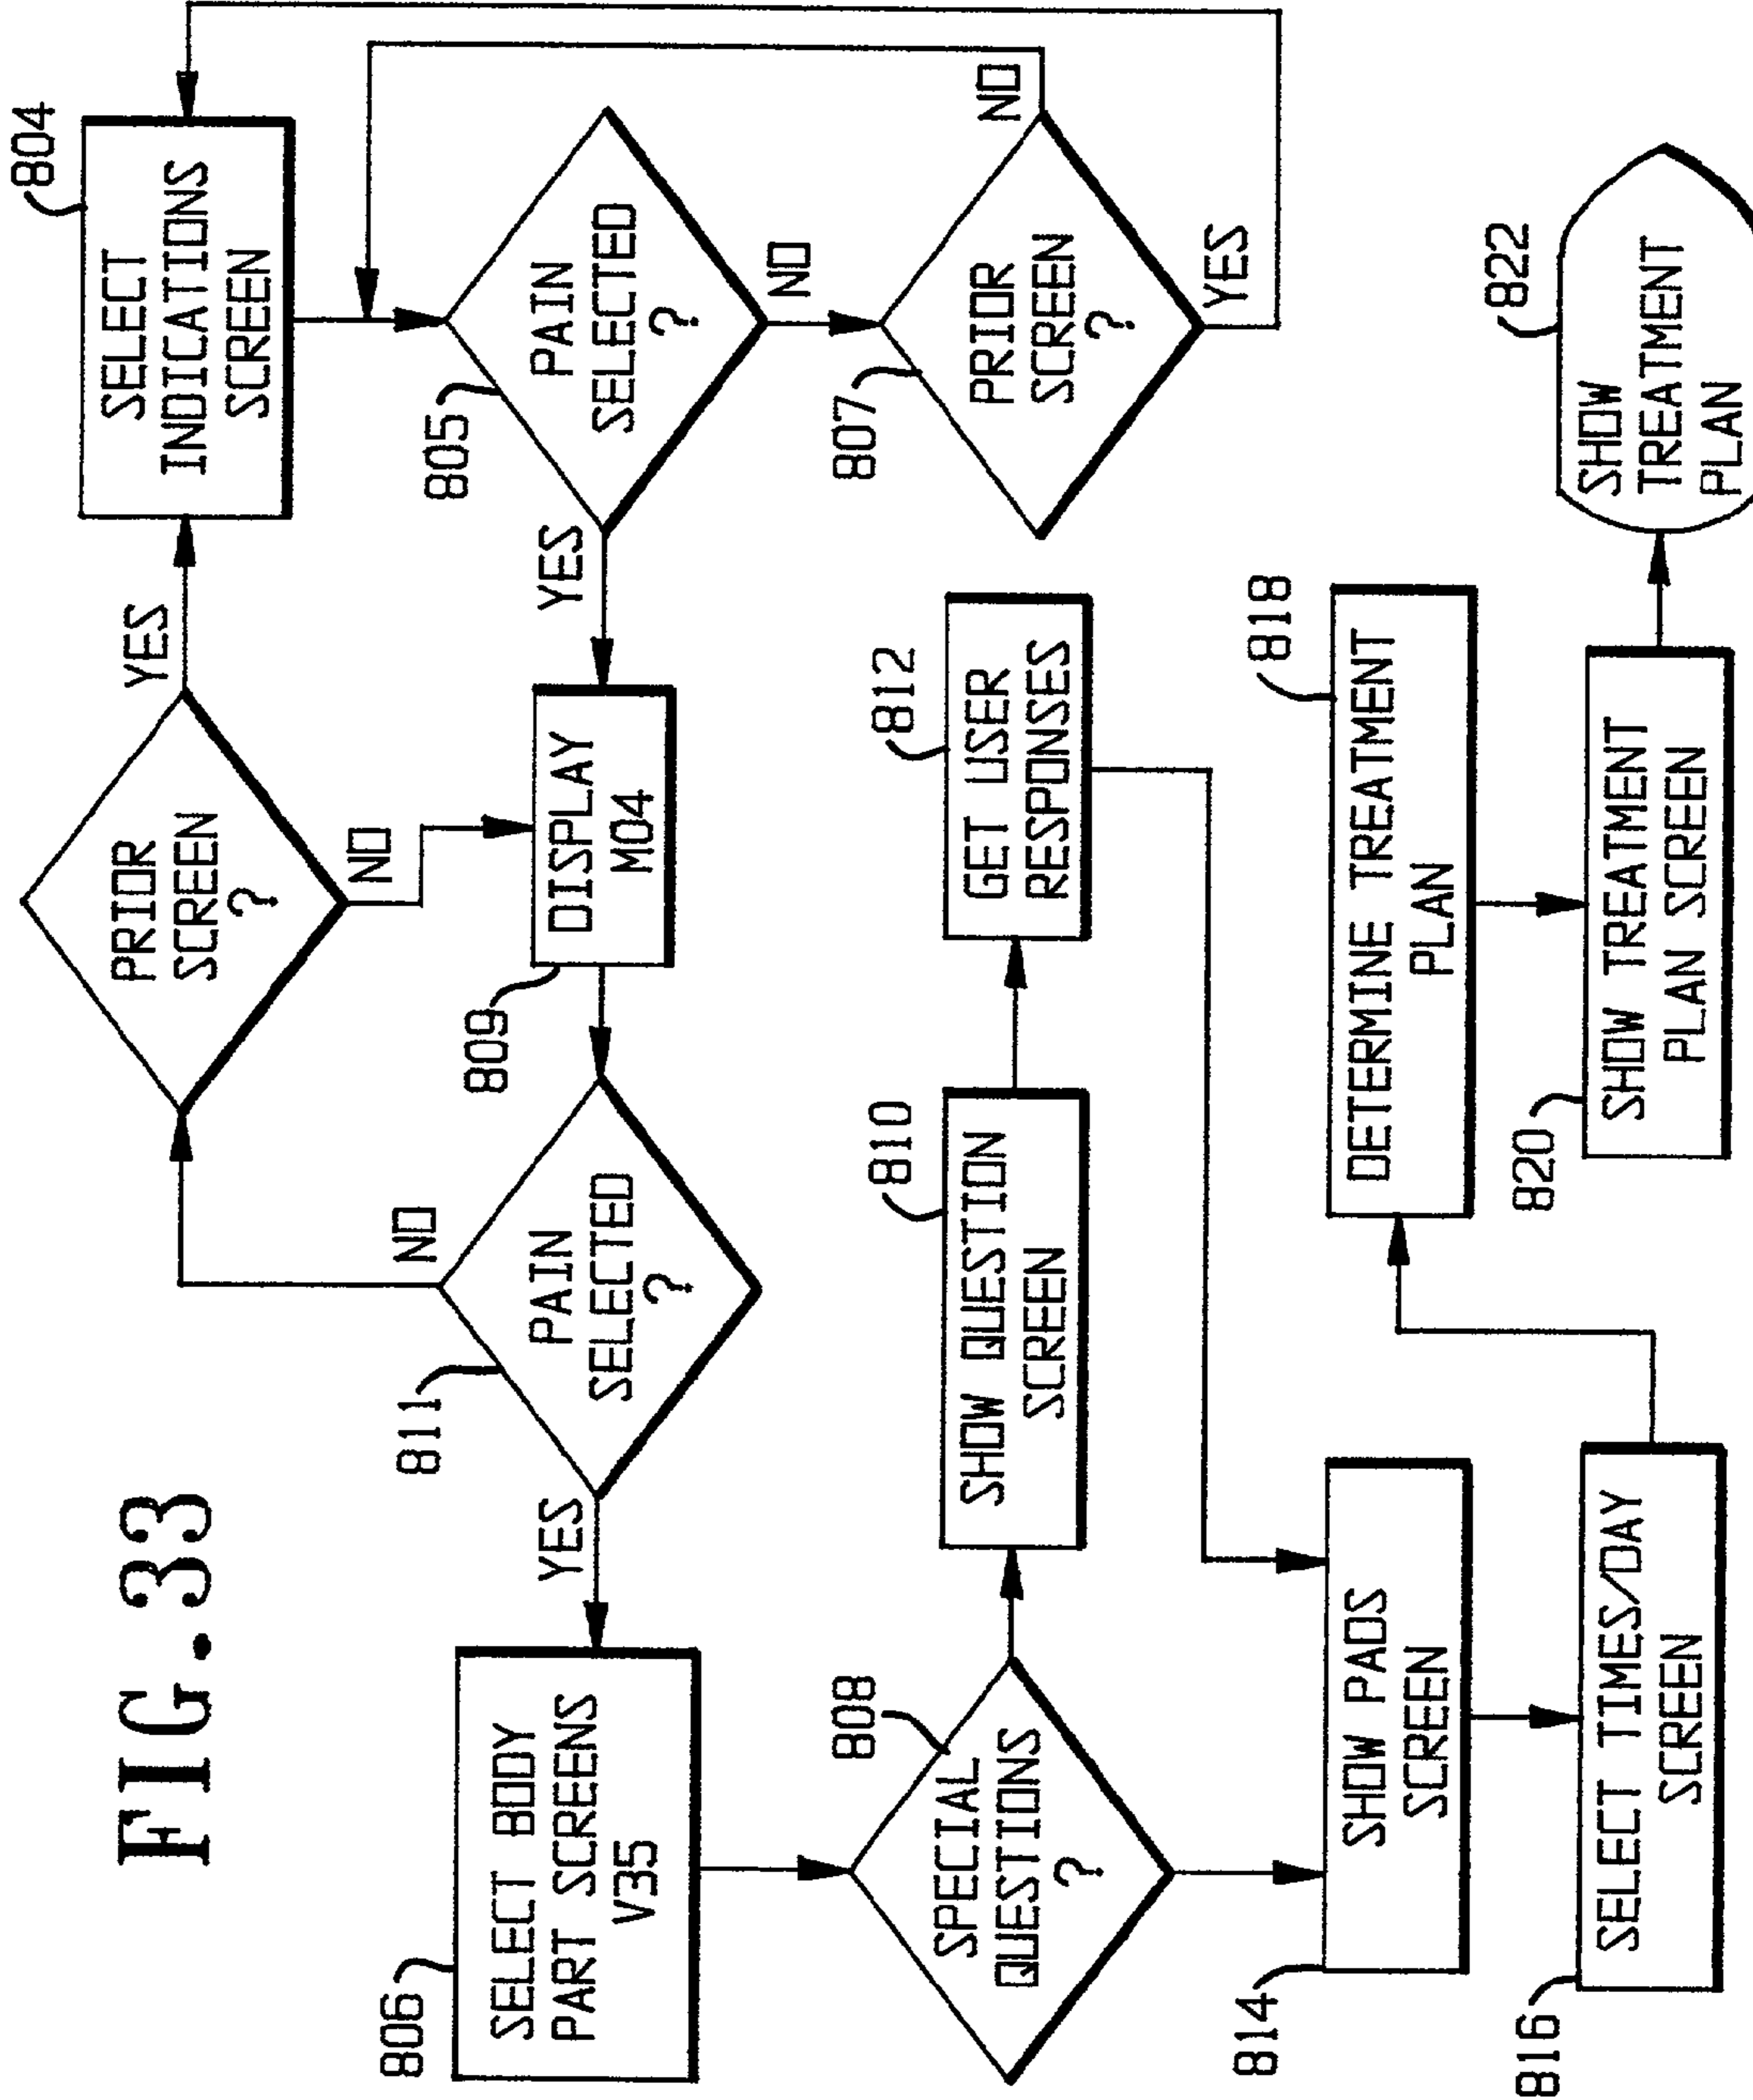 FIG. 33
804
SELECT
INDICATIONS
SCREEN
PRIOR
SCREEN
?
YES
NO
805
PAIN
SELECTED
?
YES
NO
807
PRIOR
SCREEN
?
NO
YES
809
DISPLAY
M04
811
PAIN
SELECTED
?
NO
YES
806
SELECT BODY
PART SCREENS
V35
808
SPECIAL
QUESTIONS
?
810
SHOW QUESTION
SCREEN
812
GET USER
RESPONSES
814
SHOW PADS
SCREEN
816
SELECT TIMES/DAY
SCREEN
818
DETERMINE TREATMENT
PLAN
820
SHOW TREATMENT
PLAN SCREEN
822
SHOW
TREATMENT
PLAN